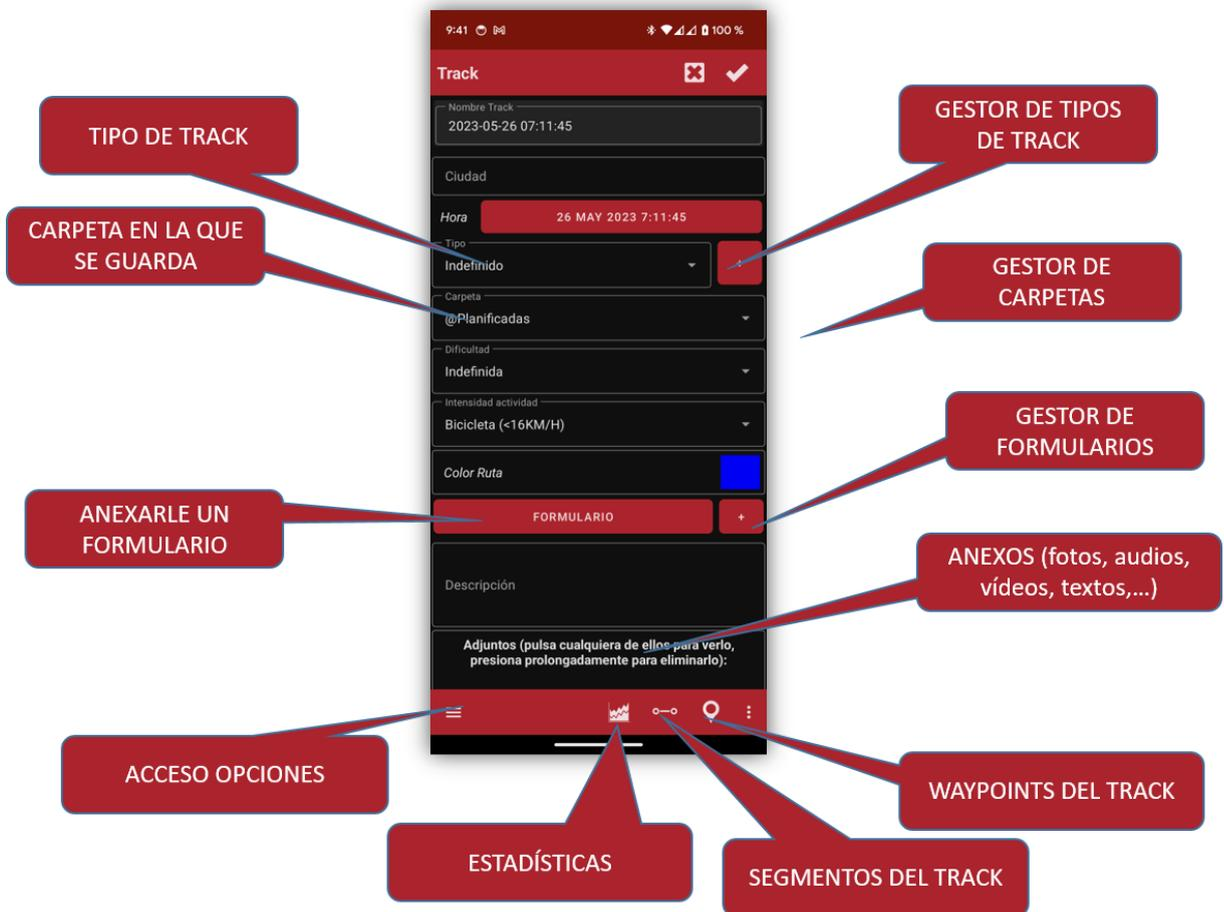 9:41
100 %
Track
Nombre Track
2023-05-26 07:11:45
Ciudad
Hora
26 MAY 2023 7:11:45
Tipo
Indefinido
+
Carpeta
@Planificadas
Dificultad
Indefinida
Intensidad actividad
Bicicleta (<16KM/H)
Color Ruta
FORMULARIO
+
Descripción
Adjuntos (pulsa cualquiera de ellos para verlo,
presiona prolongadamente para eliminarlo):
TIPO DE TRACK
CARPETA EN LA QUE
SE GUARDA
ANEXARLE UN
FORMULARIO
ACCESO OPCIONES
ESTADÍSTICAS
SEGMENTOS DEL TRACK
WAYPOINTS DEL TRACK
ANEXOS (fotos, audios,
vídeos, textos,...)
GESTOR DE
FORMULARIOS
GESTOR DE
CARPETAS
GESTOR DE TIPOS
DE TRACK